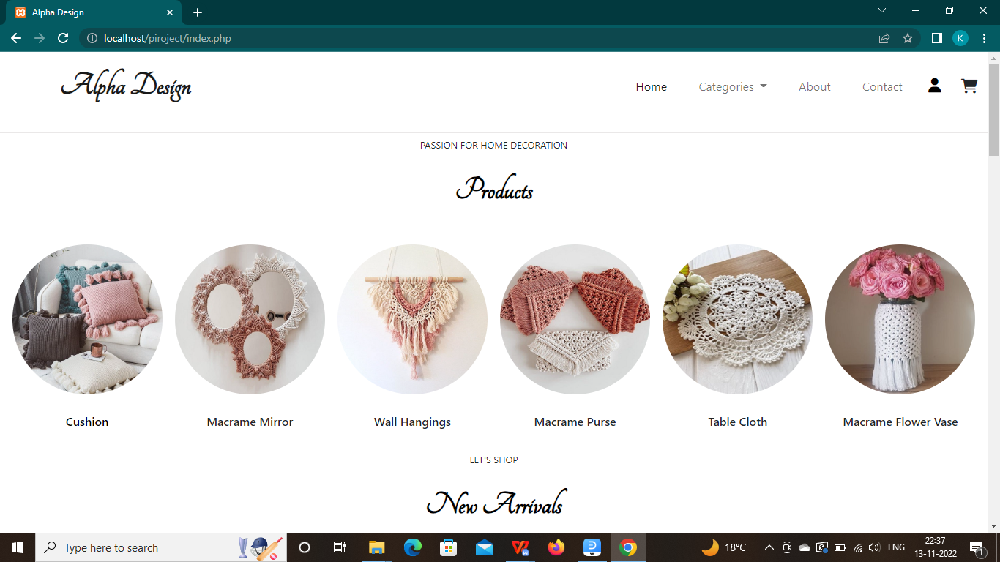 Alpha Design
localhost/piroject/index.php
K
Alpha Design
Home
Categories
About
Contact
PASSION FOR HOME DECORATION
Products
Cushion
Macrame Mirror
Wall Hangings
Macrame Purse
Table Cloth
Macrame Flower Vase
LET'S SHOP
New Arrivals
Type here to search
18°C
ENG
22:37
13-11-2022
1